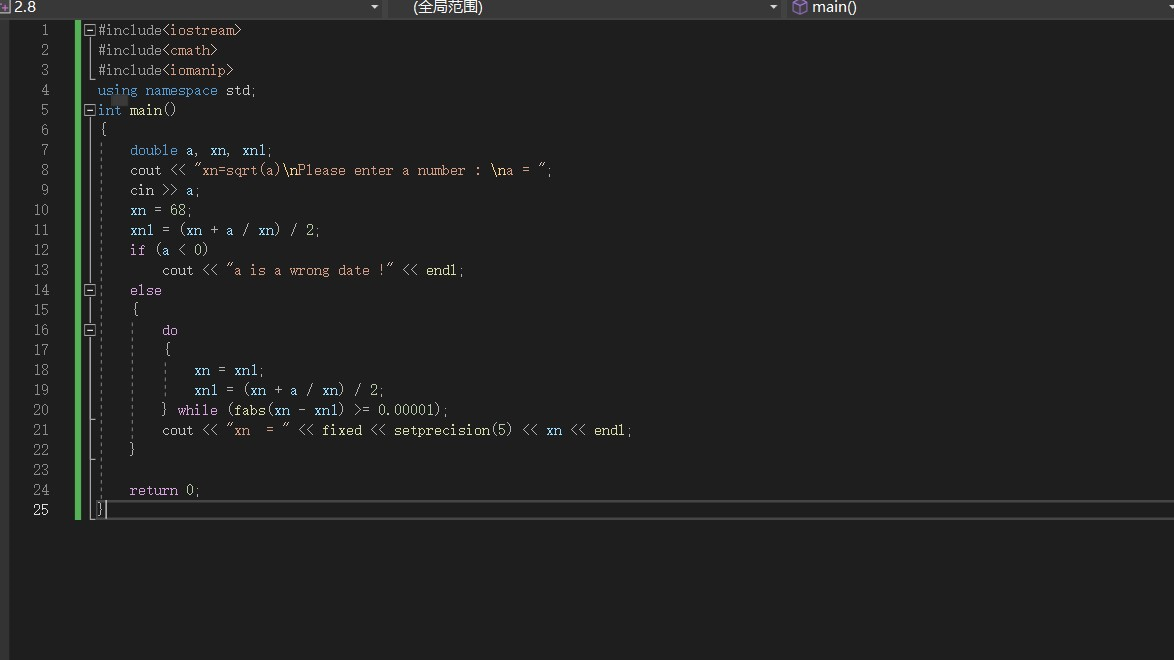 2.8 (全局范围) main()
1 #include<iostream>
2 #include<cmath>
3 #include<iomanip>
4 using namespace std;
5 int main()
6 {
7 double a, xn, xn1;
8 cout << "xn=sqrt(a)\nPlease enter a number : \na = ";
9 cin >> a;
10 xn = 68;
11 xn1 = (xn + a / xn) / 2;
12 if (a < 0)
13 cout << "a is a wrong date !" << endl;
14 else
15 {
16 do
17 {
18 xn = xn1;
19 xn1 = (xn + a / xn) / 2;
20 } while (fabs(xn - xn1) >= 0.00001);
21 cout << "xn  = " << fixed << setprecision(5) << xn << endl;
22 }
23
24 return 0;
25 }